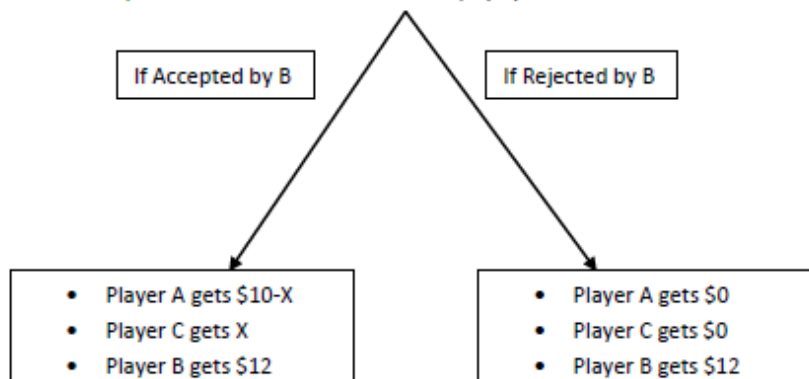 If Accepted by B
If Rejected by B
• Player A gets $10-X
• Player C gets X
• Player B gets $12
• Player A gets $0
• Player C gets $0
• Player B gets $12